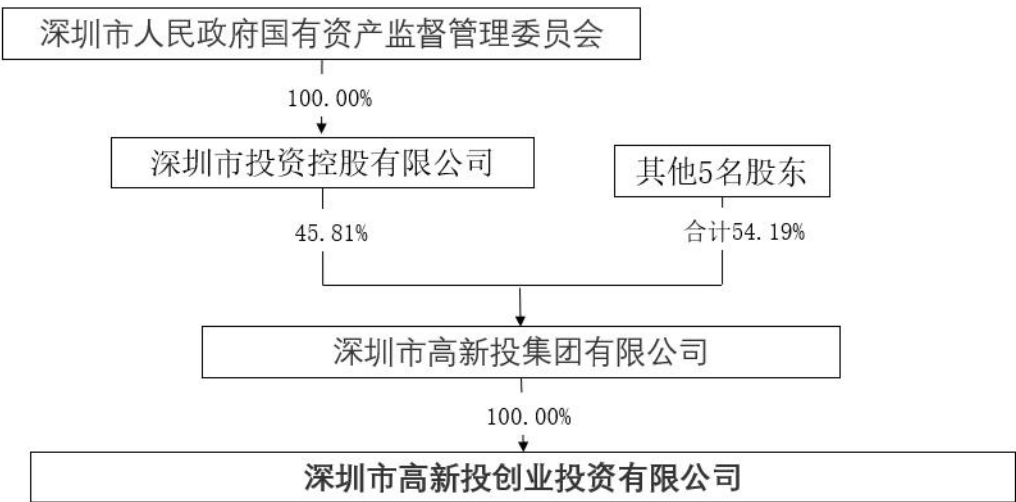 深圳市人民政府国有资产监督管理委员会
100.00%
深圳市投资控股有限公司
其他5名股东
45.81%
合计54.19%
深圳市高新投集团有限公司
100.00%
深圳市高新投创业投资有限公司